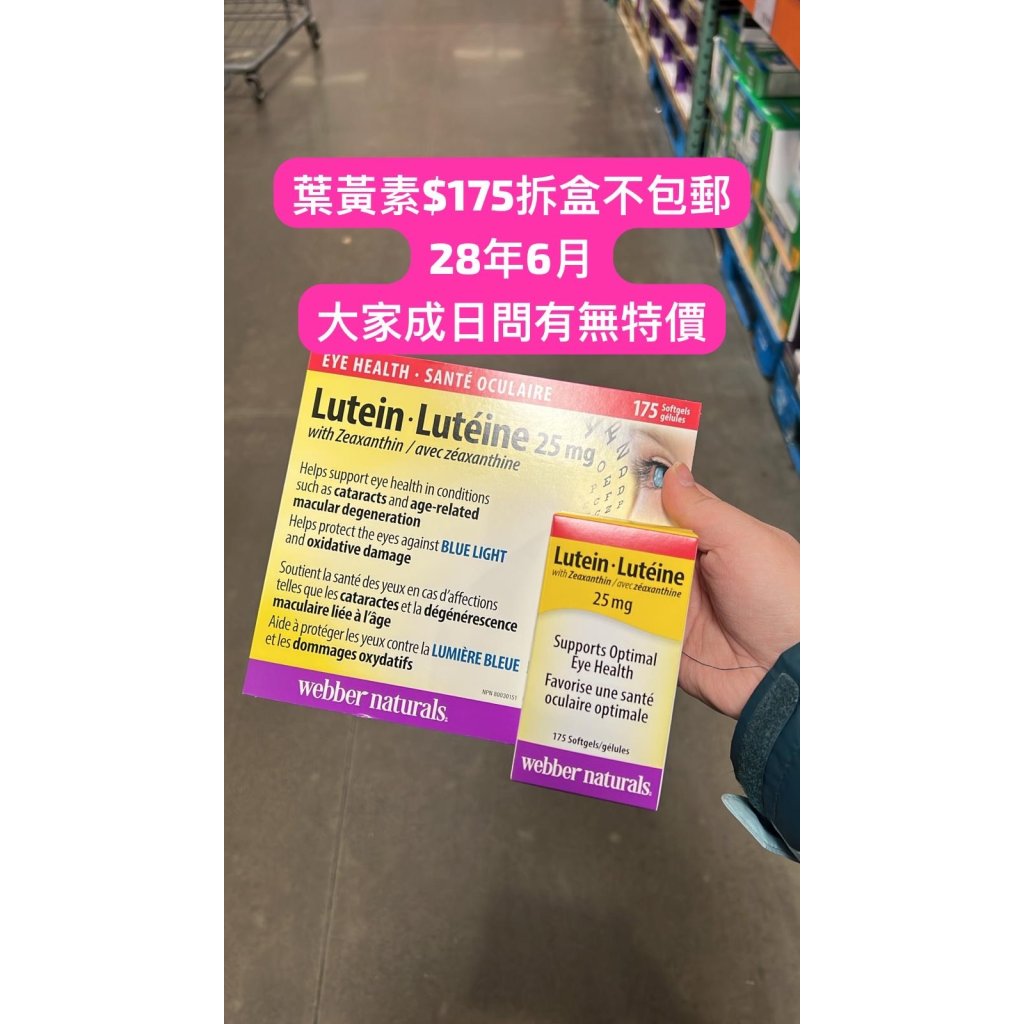 葉黃素$175拆盒不包郵
28年6月
大家成日問有無特價
EYE HEALTH · SANTÉ OCULAIRE
175 Softgels
gélules
Lutein · Lutéine 25 mg
with Zeaxanthin / avec zéaxanthine
Helps support eye health in conditions
such as cataracts and age-related
macular degeneration
Helps protect the eyes against BLUE LIGHT
and oxidative damage
Soutient la santé des yeux en cas d'affections
telles que les cataractes et la dégénérescence
maculaire liée à l'âge
Aide à protéger les yeux contre la LUMIÈRE BLEUE
et les dommages oxydatifs
NPN 80030151
webber naturals®
Lutein · Lutéine
with Zeaxanthin / avec zéaxanthine
25 mg
Supports Optimal
Eye Health
Favorise une santé
oculaire optimale
175 Softgels/gélules
webber naturals®